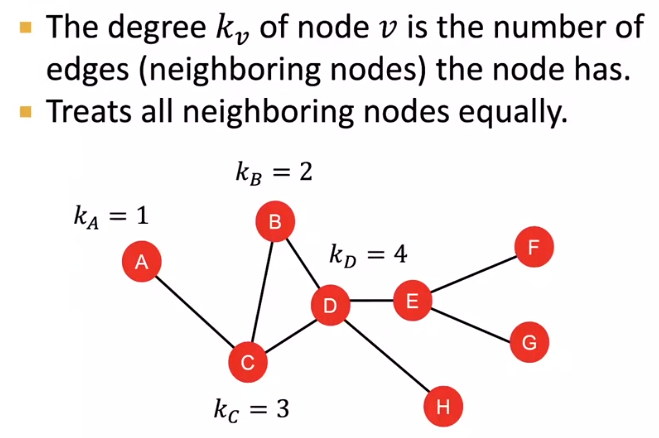 ▪ The degree k_v of node v is the number of
edges (neighboring nodes) the node has.
▪ Treats all neighboring nodes equally.
k_B = 2
k_A = 1
B
k_D = 4
F
A
D
E
G
C
k_C = 3
H